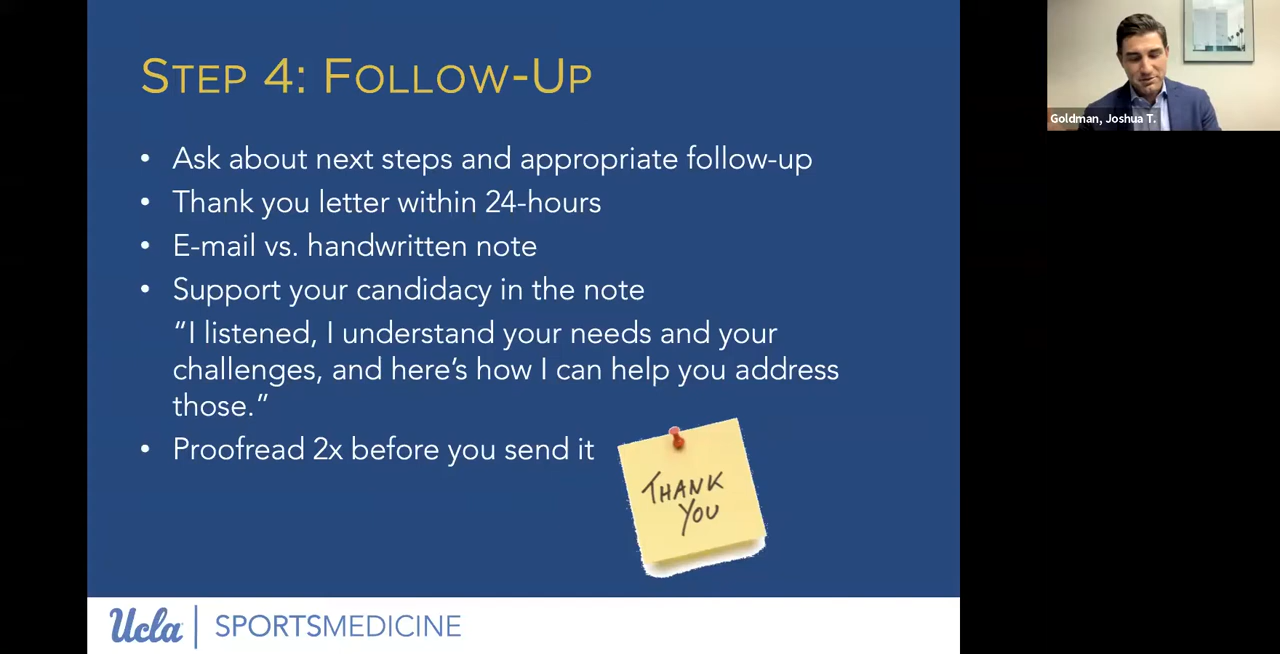 STEP 4: FOLLOW-UP
• Ask about next steps and appropriate follow-up
• Thank you letter within 24-hours
• E-mail vs. handwritten note
• Support your candidacy in the note
“I listened, I understand your needs and your
challenges, and here’s how I can help you address
those.”
• Proofread 2x before you send it
THANK
YOU
Ucla | SPORTSMEDICINE
Goldman, Joshua T.